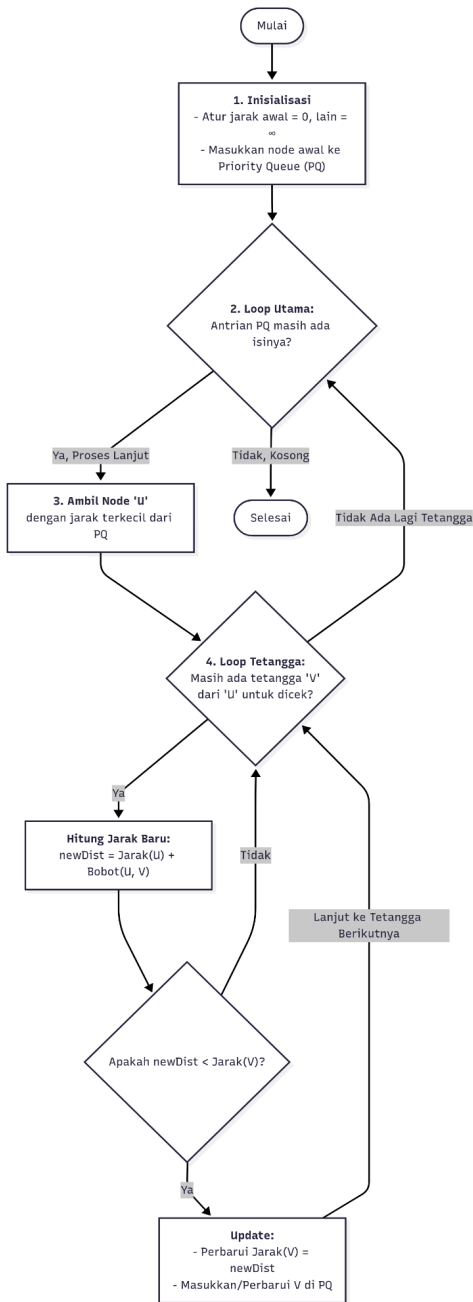 Mulai
1. Inisialisasi
- Atur jarak awal = 0, lain =
∞
- Masukkan node awal ke
Priority Queue (PQ)
2. Loop Utama:
Antrian PQ masih ada
isinya?
Ya, Proses Lanjut
Tidak, Kosong
3. Ambil Node 'U'
dengan jarak terkecil dari
PQ
Selesai
Tidak Ada Lagi Tetangga
4. Loop Tetangga:
Masih ada tetangga 'V'
dari 'U' untuk dicek?
Ya
Hitung Jarak Baru:
newDist = Jarak(U) +
Bobot(U, V)
Tidak
Lanjut ke Tetangga
Berikutnya
Apakah newDist < Jarak(V)?
Ya
Update:
- Perbarui Jarak(V) =
newDist
- Masukkan/Perbarui V di PQ